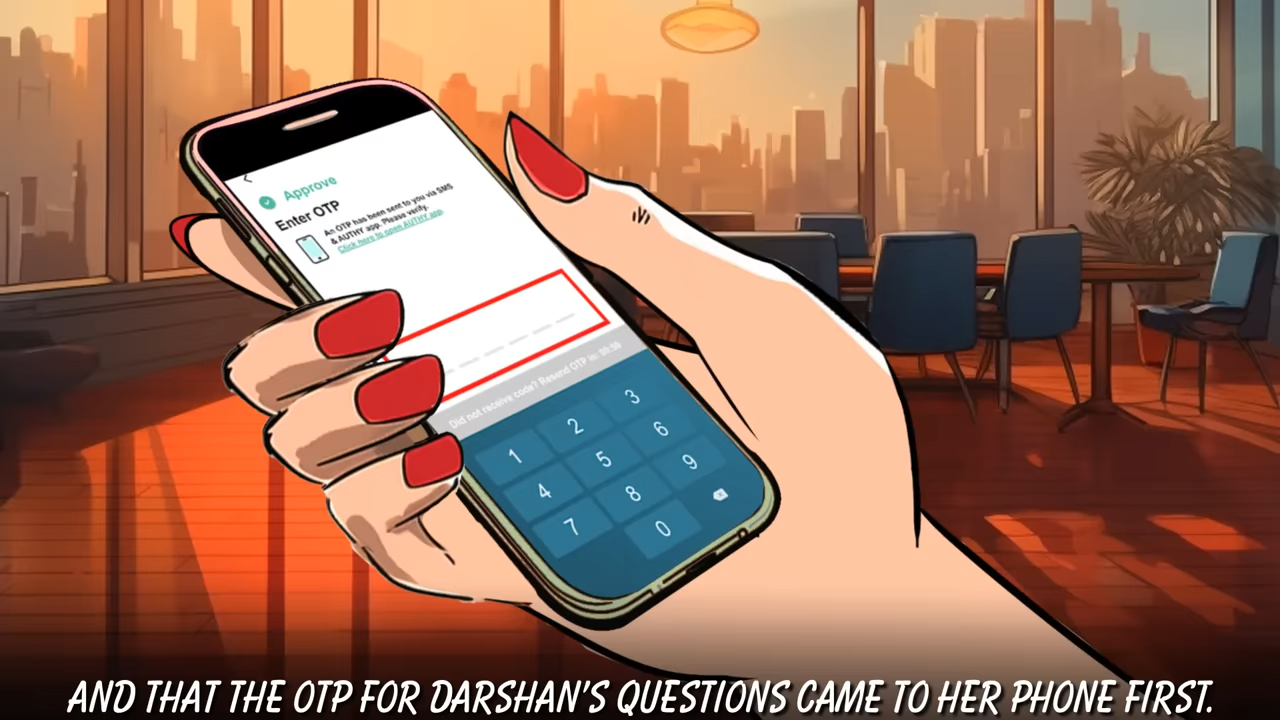 Approve
Enter OTP
An OTP has been sent to you via SMS
& AUTHY app. Please verify.
Click here to open AUTHY app.
Did not receive code? Resend OTP in:
1 2 3
4 5 6
7 8 9
0
AND THAT THE OTP FOR DARSHAN'S QUESTIONS CAME TO HER PHONE FIRST.